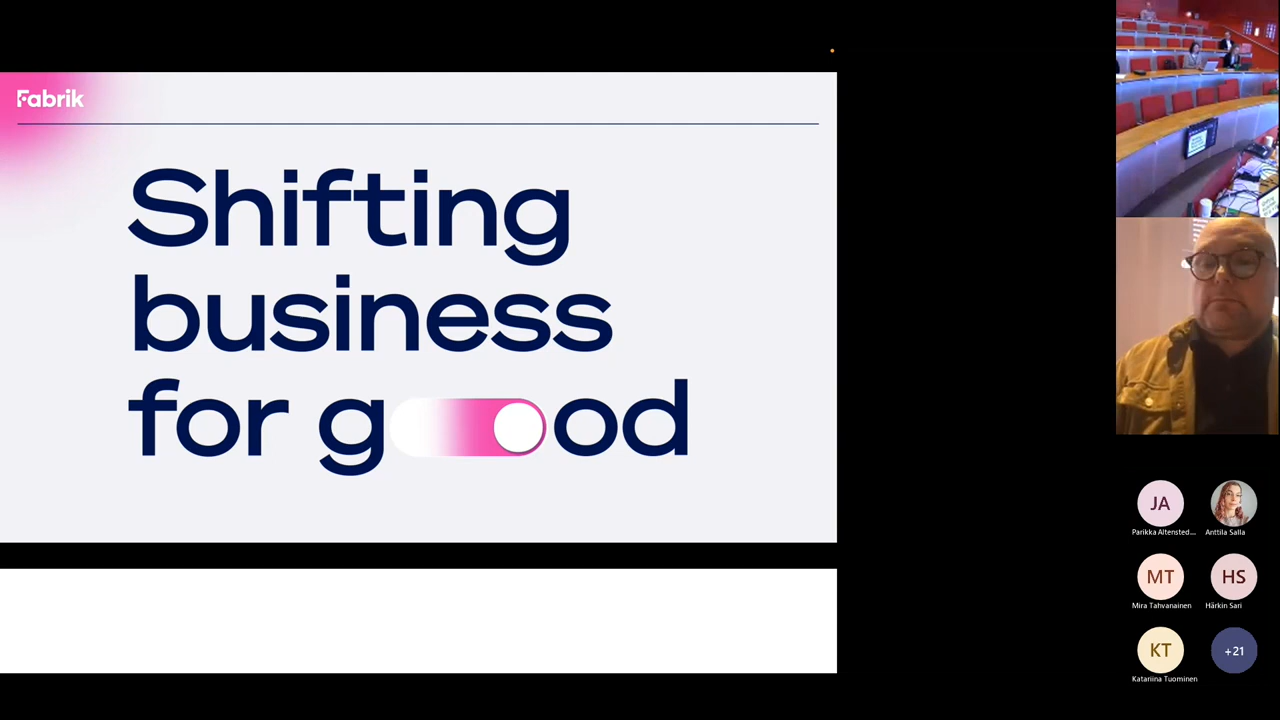 Fabrik
Shifting
business
for good
JA
Parikka Altensted...
Anttila Salla
MT
HS
Mira Tahvanainen
Härkin Sari
KT
+21
Katariina Tuominen